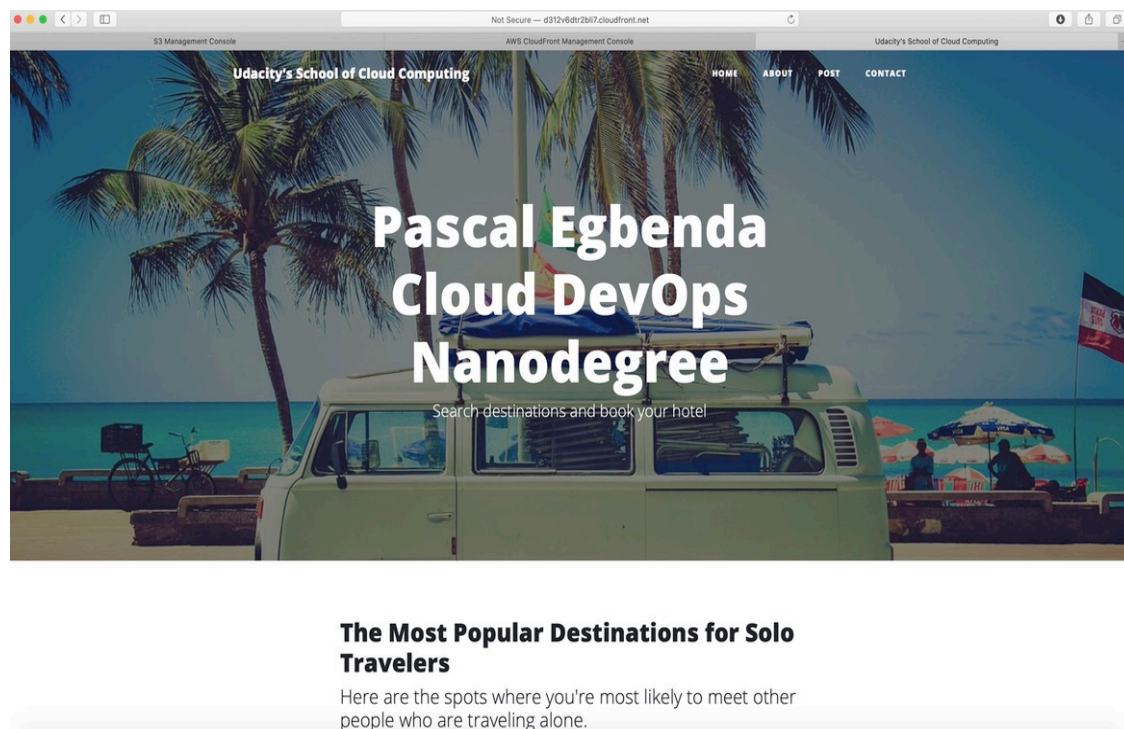 Not Secure — d312v6dtr2bli7.cloudfront.net
S3 Management Console
AWS CloudFront Management Console
Udacity's School of Cloud Computing
Udacity's School of Cloud Computing
HOME
ABOUT
POST
CONTACT
Pascal Egbenda
Cloud DevOps
Nanodegree
Search destinations and book your hotel
VISA
VISA
The Most Popular Destinations for Solo
Travelers
Here are the spots where you're most likely to meet other
people who are traveling alone.